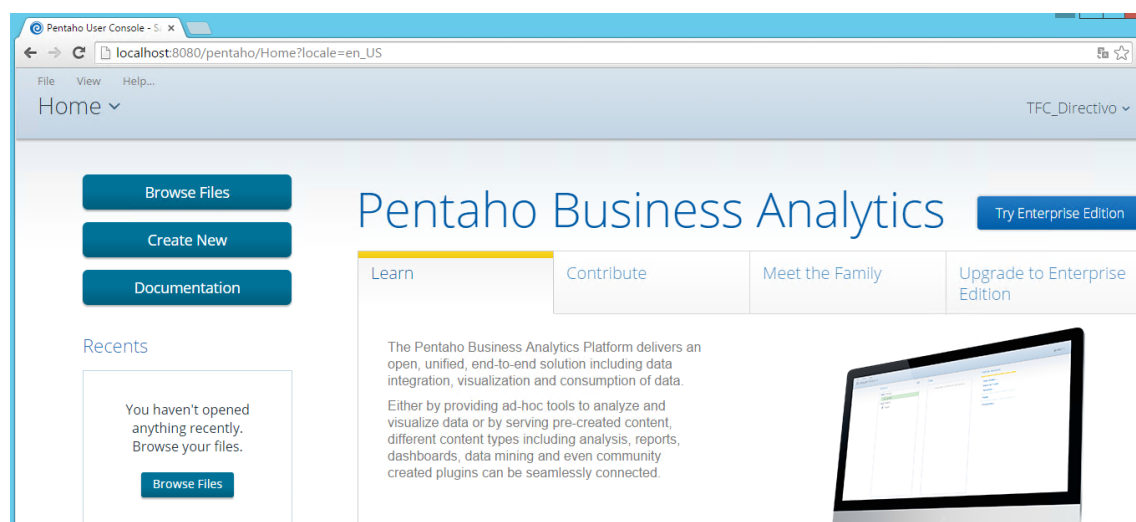 Pentaho User Console - S
localhost:8080/pentaho/Home?locale=en_US
File View Help...
Home
TFC_Directivo
Browse Files
Create New
Documentation
Pentaho Business Analytics
Try Enterprise Edition
Learn
Contribute
Meet the Family
Upgrade to Enterprise
Edition
Recents
You haven't opened
anything recently.
Browse your files.
Browse Files
The Pentaho Business Analytics Platform delivers an
open, unified, end-to-end solution including data
integration, visualization and consumption of data.
Either by providing ad-hoc tools to analyze and
visualize data or by serving pre-created content,
different content types including analysis, reports,
dashboards, data mining and even community
created plugins can be seamlessly connected.